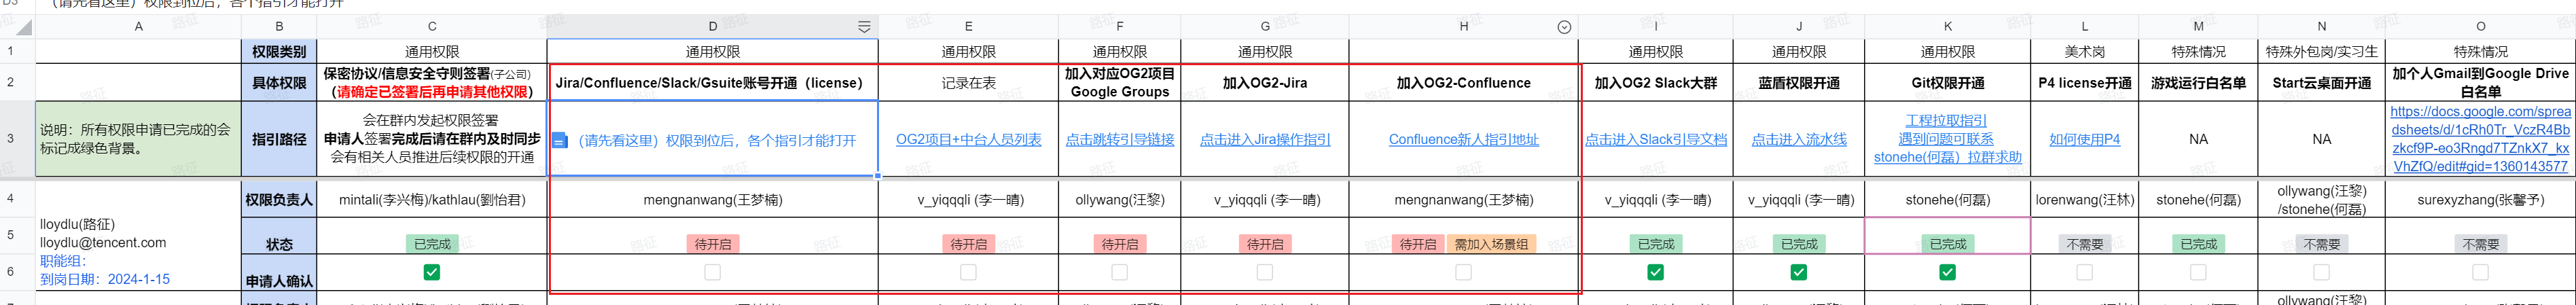 D3 （请先看这里）权限到位后，各个指引才能打开
A B C D E F G H I J K L M N O
1 权限类别 通用权限 通用权限 通用权限 通用权限 通用权限 通用权限 通用权限 通用权限 美术岗 特殊情况 特殊外包岗/实习生 特殊情况
2 具体权限 保密协议/信息安全守则签署(子公司)（请确定已签署后再申请其他权限） Jira/Confluence/Slack/Gsuite账号开通（license） 记录在表 加入对应OG2项目 Google Groups 加入OG2-Jira 加入OG2-Confluence 加入OG2 Slack大群 蓝盾权限开通 Git权限开通 P4 license开通 游戏运行白名单 Start云桌面开通 加个人Gmail到Google Drive白名单
3 说明：所有权限申请已完成的会标记成绿色背景。 指引路径 会在群内发起权限签署 申请人签署完成后请在群内及时同步 会有相关人员推进后续权限的开通 （请先看这里）权限到位后，各个指引才能打开 OG2项目+中台人员列表 点击跳转引导链接 点击进入Jira操作指引 Confluence新人指引地址 点击进入Slack引导文档 点击进入流水线 工程拉取指引 遇到问题可联系 stonehe(何磊）拉群求助 如何使用P4 NA NA https://docs.google.com/spreadsheets/d/1cRh0Tr_VczR4Bbzkcf9P-eo3Rngd7TZnkX7_kxVhZfQ/edit#gid=1360143577
4 权限负责人 mintali(李兴梅)/kathlau(劉怡君) mengnanwang(王梦楠) v_yiqqqli (李一晴) ollywang(汪黎) v_yiqqqli (李一晴) mengnanwang(王梦楠) v_yiqqqli (李一晴) v_yiqqqli (李一晴) stonehe(何磊) lorenwang(汪林) stonehe(何磊) ollywang(汪黎)/stonehe(何磊) surexyzhang(张馨予)
lloydlu(路征)
lloydlu@tencent.com
职能组：
到岗日期：2024-1-15
5 状态 已完成 待开启 待开启 待开启 待开启 待开启 需加入场景组 已完成 已完成 已完成 不需要 已完成 不需要 不需要
6 申请人确认